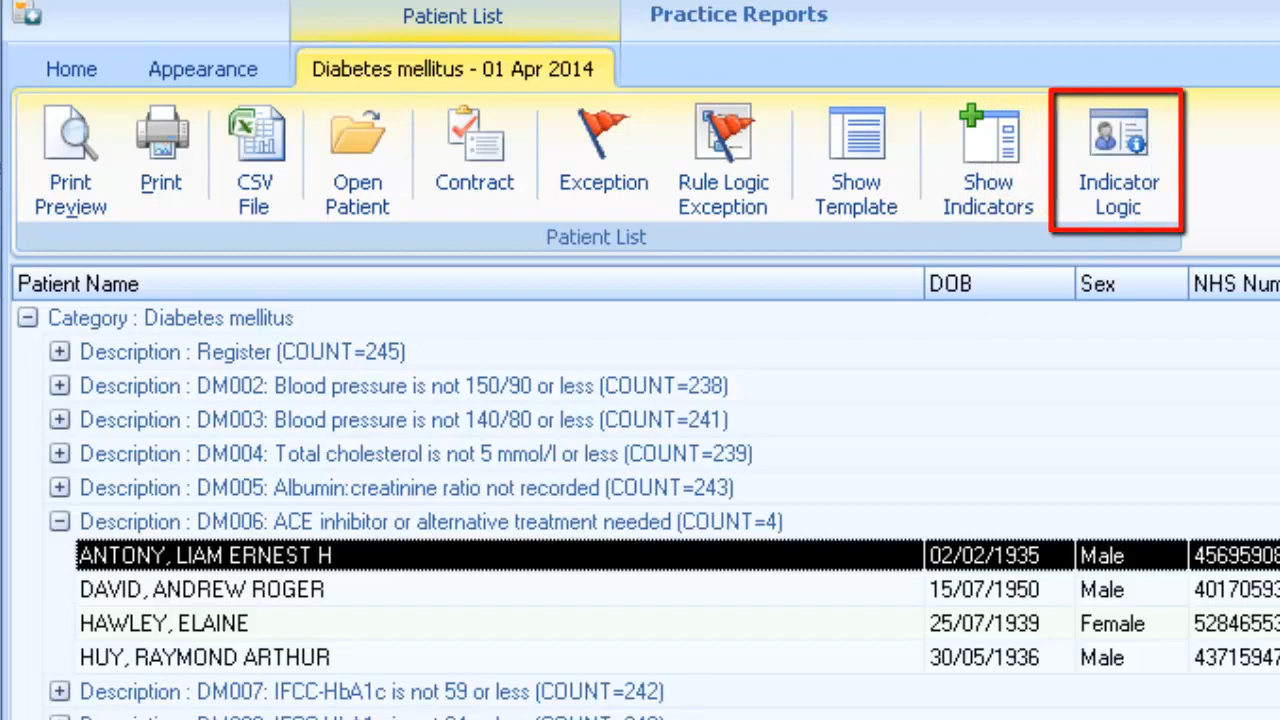 Patient List
Practice Reports
Home
Appearance
Diabetes mellitus - 01 Apr 2014
Print Preview
Print
CSV File
Open Patient
Contract
Exception
Rule Logic Exception
Show Template
Show Indicators
Indicator Logic
Patient List
Patient Name DOB Sex NHS Num
Category : Diabetes mellitus
Description : Register (COUNT=245)
Description : DM002: Blood pressure is not 150/90 or less (COUNT=238)
Description : DM003: Blood pressure is not 140/80 or less (COUNT=241)
Description : DM004: Total cholesterol is not 5 mmol/l or less (COUNT=239)
Description : DM005: Albumin:creatinine ratio not recorded (COUNT=243)
Description : DM006: ACE inhibitor or alternative treatment needed (COUNT=4)
ANTONY, LIAM ERNEST H 02/02/1935 Male 45695908
DAVID, ANDREW ROGER 15/07/1950 Male 40170593
HAWLEY, ELAINE 25/07/1939 Female 52846553
HUY, RAYMOND ARTHUR 30/05/1936 Male 43715947
Description : DM007: IFCC-HbA1c is not 59 or less (COUNT=242)